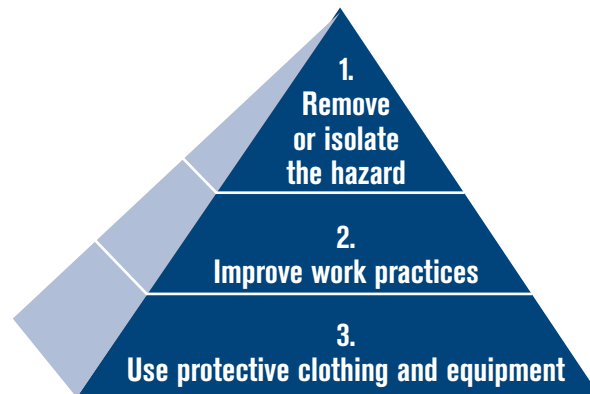 1.
Remove
or isolate
the hazard
2.
Improve work practices
3.
Use protective clothing and equipment